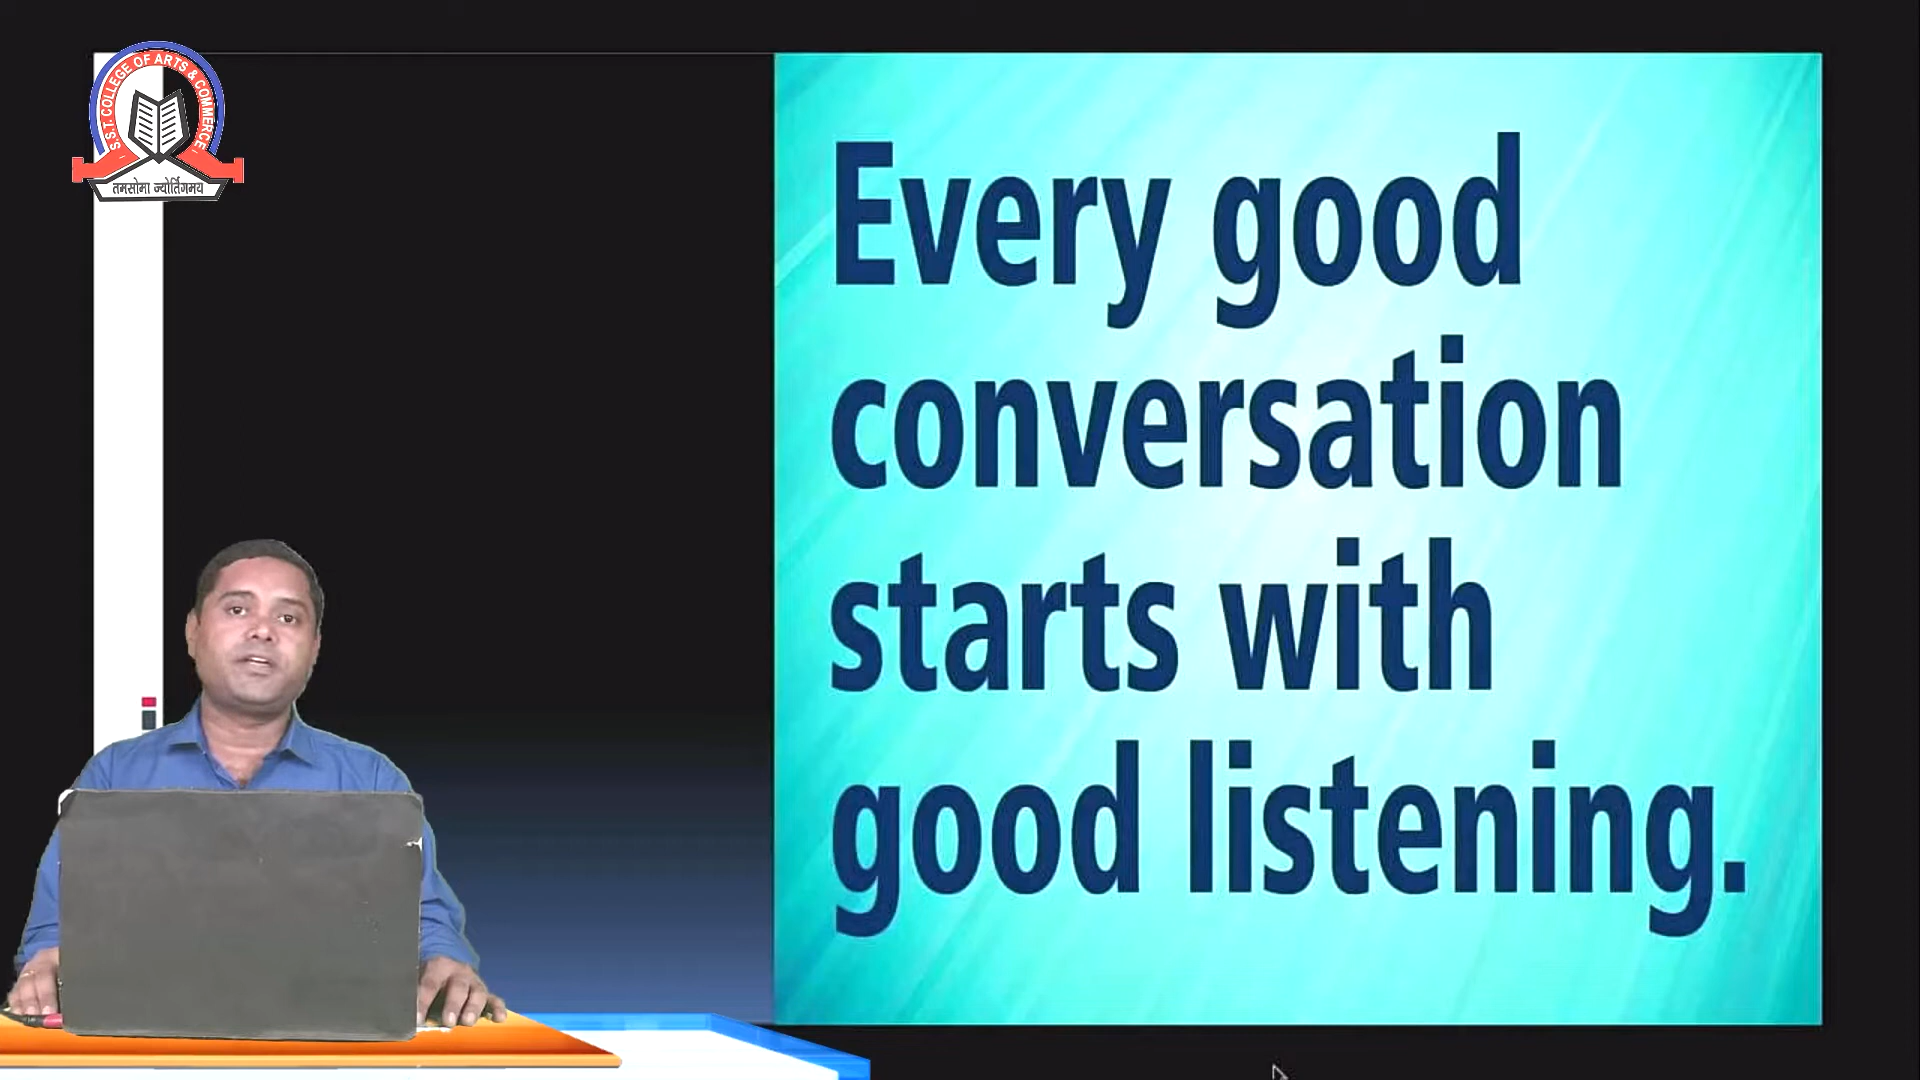 S.S.T. COLLEGE OF ARTS & COMMERCE
तमसोमा ज्योर्तिगमय
Every good
conversation
starts with
good listening.